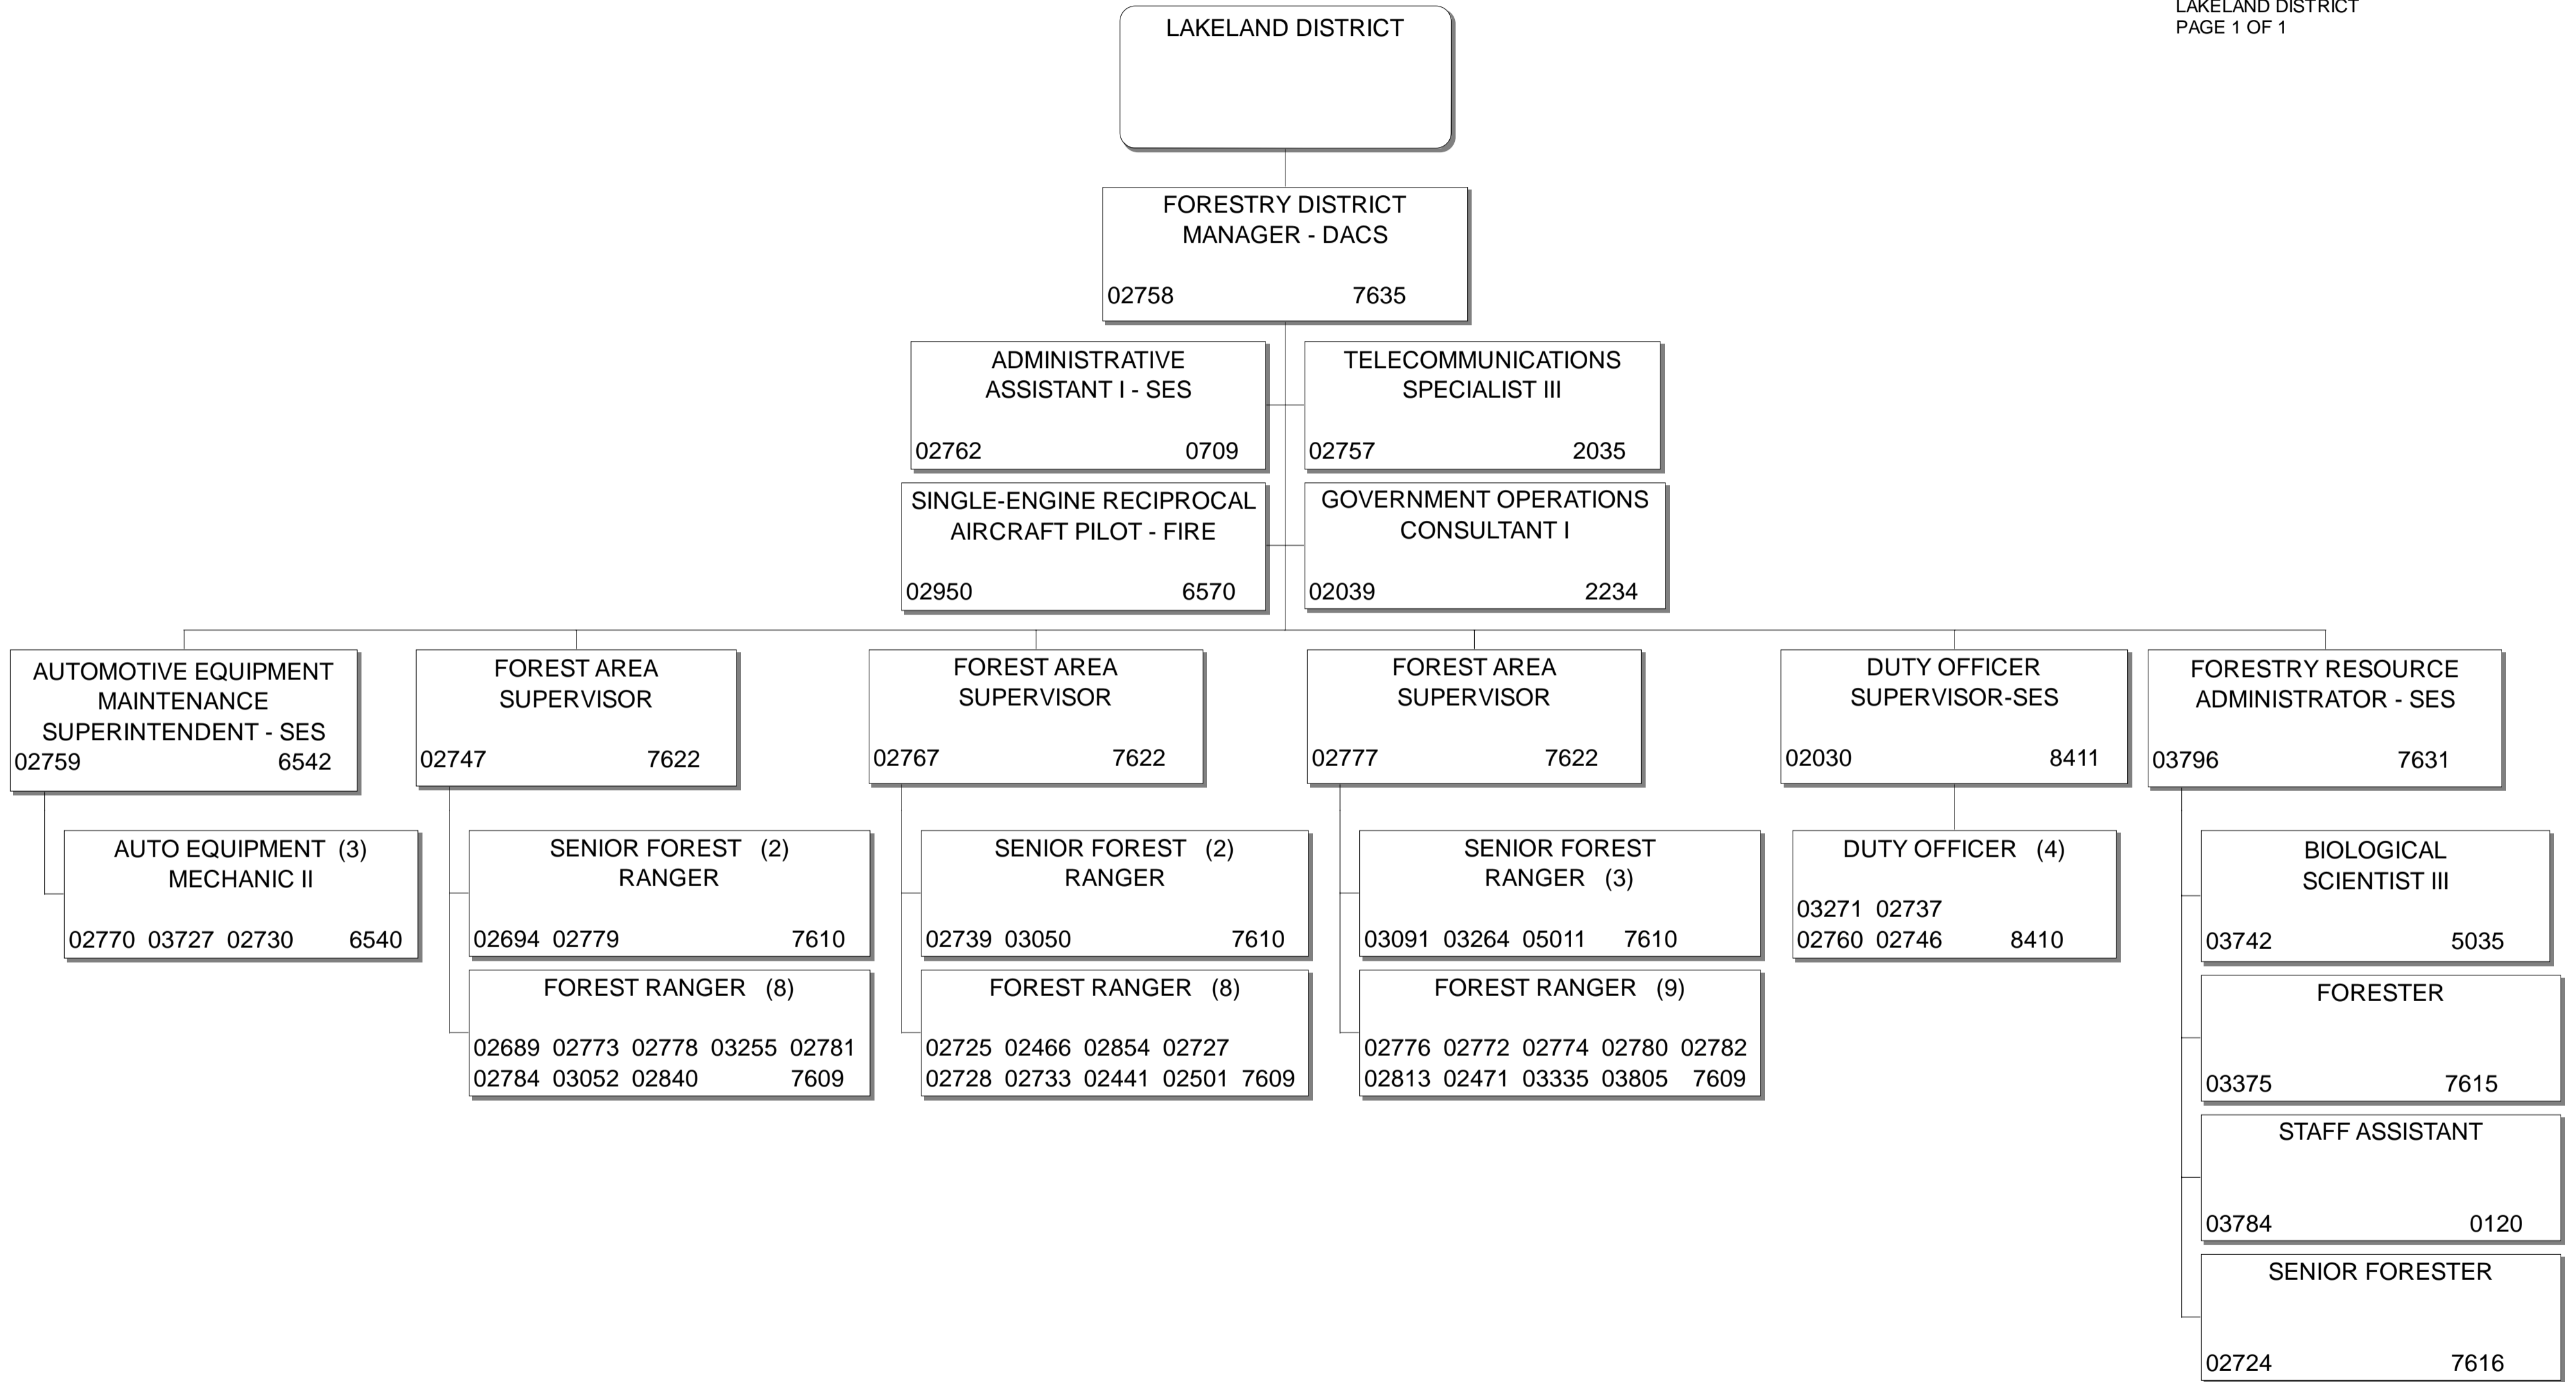 LAKELAND DISTRICT
PAGE 1 OF 1
LAKELAND DISTRICT
FORESTRY DISTRICT
MANAGER - DACS
02758 7635
ADMINISTRATIVE
ASSISTANT I - SES
02762 0709
TELECOMMUNICATIONS
SPECIALIST III
02757 2035
SINGLE-ENGINE RECIPROCAL
AIRCRAFT PILOT - FIRE
02950 6570
GOVERNMENT OPERATIONS
CONSULTANT I
02039 2234
AUTOMOTIVE EQUIPMENT
MAINTENANCE
SUPERINTENDENT - SES
02759 6542
FOREST AREA
SUPERVISOR
02747 7622
FOREST AREA
SUPERVISOR
02767 7622
FOREST AREA
SUPERVISOR
02777 7622
DUTY OFFICER
SUPERVISOR-SES
02030 8411
FORESTRY RESOURCE
ADMINISTRATOR - SES
03796 7631
AUTO EQUIPMENT (3)
MECHANIC II
02770 03727 02730 6540
SENIOR FOREST (2)
RANGER
02694 02779 7610
FOREST RANGER (8)
02689 02773 02778 03255 02781
02784 03052 02840 7609
SENIOR FOREST (2)
RANGER
02739 03050 7610
FOREST RANGER (8)
02725 02466 02854 02727
02728 02733 02441 02501 7609
SENIOR FOREST
RANGER (3)
03091 03264 05011 7610
FOREST RANGER (9)
02776 02772 02774 02780 02782
02813 02471 03335 03805 7609
DUTY OFFICER (4)
03271 02737
02760 02746 8410
BIOLOGICAL
SCIENTIST III
03742 5035
FORESTER
03375 7615
STAFF ASSISTANT
03784 0120
SENIOR FORESTER
02724 7616